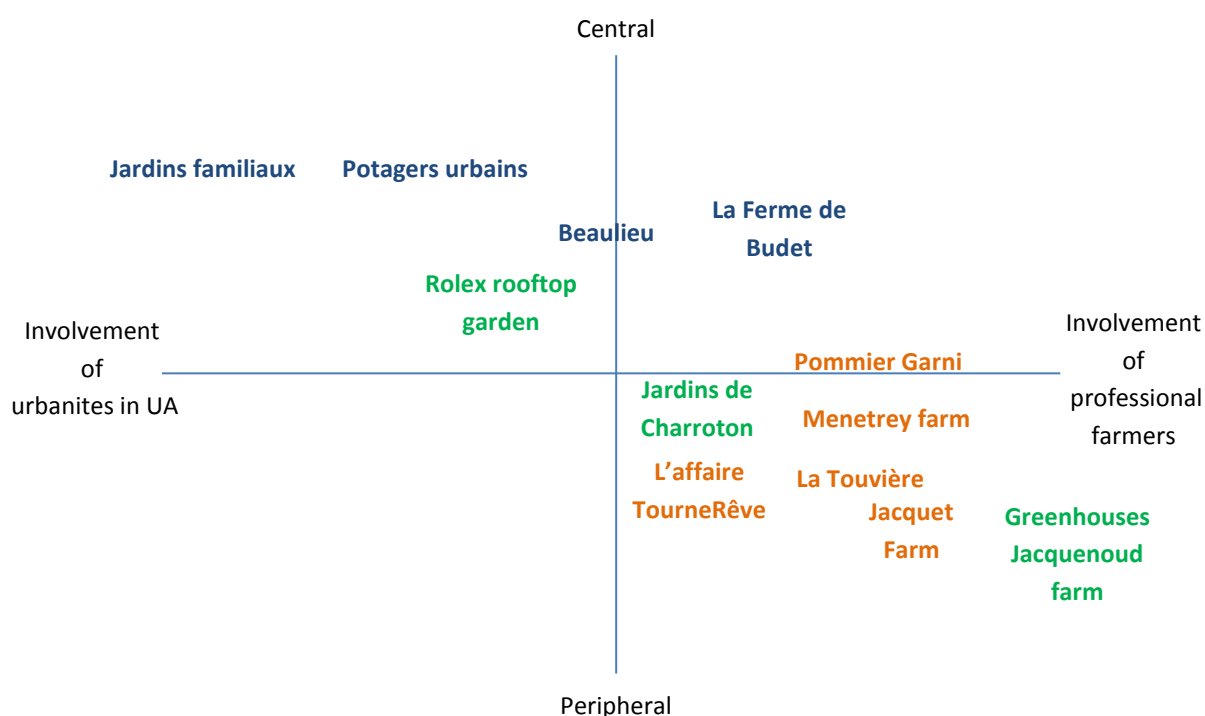 Central
Jardins familiaux
Potagers urbains
La Ferme de
Budet
Beaulieu
Rolex rooftop
garden
Involvement
of
urbanites in UA
Involvement
of
professional
farmers
Pommier Garni
Jardins de
Charroton
Menetrey farm
L’affaire
TourneRêve
La Touvière
Jacquet
Farm
Greenhouses
Jacquenoud
farm
Peripheral